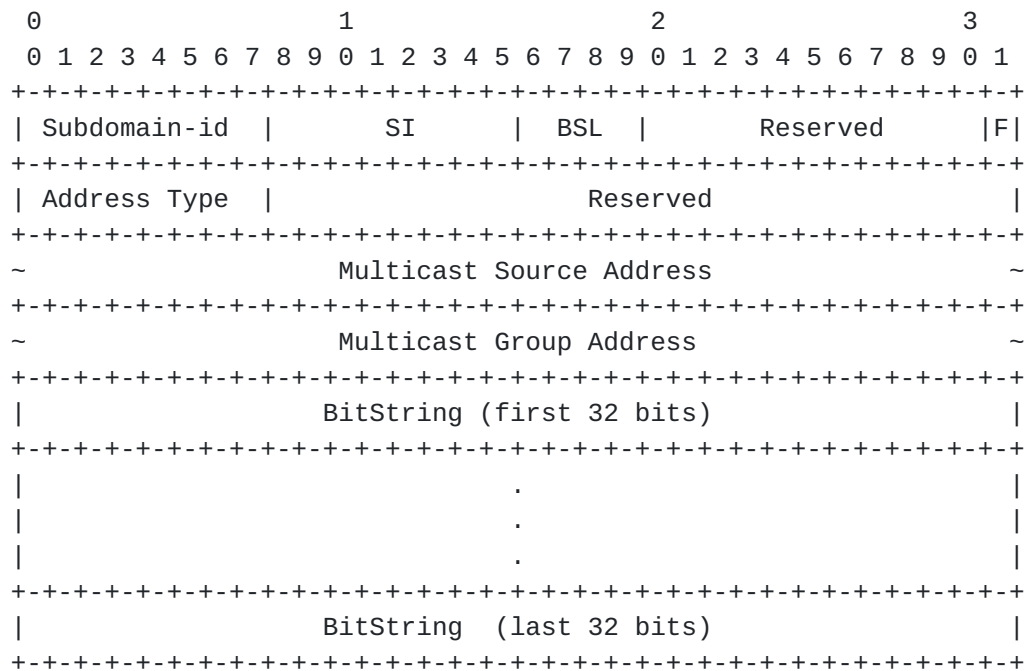 0                   1                   2                   3
 0 1 2 3 4 5 6 7 8 9 0 1 2 3 4 5 6 7 8 9 0 1 2 3 4 5 6 7 8 9 0 1
+-+-+-+-+-+-+-+-+-+-+-+-+-+-+-+-+-+-+-+-+-+-+-+-+-+-+-+-+-+-+-+-+
| Subdomain-id  |       SI      |  BSL  |       Reserved      |F|
+-+-+-+-+-+-+-+-+-+-+-+-+-+-+-+-+-+-+-+-+-+-+-+-+-+-+-+-+-+-+-+-+
| Address Type  |                    Reserved                   |
+-+-+-+-+-+-+-+-+-+-+-+-+-+-+-+-+-+-+-+-+-+-+-+-+-+-+-+-+-+-+-+-+
~                    Multicast Source Address                   ~
+-+-+-+-+-+-+-+-+-+-+-+-+-+-+-+-+-+-+-+-+-+-+-+-+-+-+-+-+-+-+-+-+
~                    Multicast Group Address                    ~
+-+-+-+-+-+-+-+-+-+-+-+-+-+-+-+-+-+-+-+-+-+-+-+-+-+-+-+-+-+-+-+-+
|                   BitString (first 32 bits)                   |
+-+-+-+-+-+-+-+-+-+-+-+-+-+-+-+-+-+-+-+-+-+-+-+-+-+-+-+-+-+-+-+-+
|                               .                               |
|                               .                               |
|                               .                               |
+-+-+-+-+-+-+-+-+-+-+-+-+-+-+-+-+-+-+-+-+-+-+-+-+-+-+-+-+-+-+-+-+
|                   BitString  (last 32 bits)                   |
+-+-+-+-+-+-+-+-+-+-+-+-+-+-+-+-+-+-+-+-+-+-+-+-+-+-+-+-+-+-+-+-+